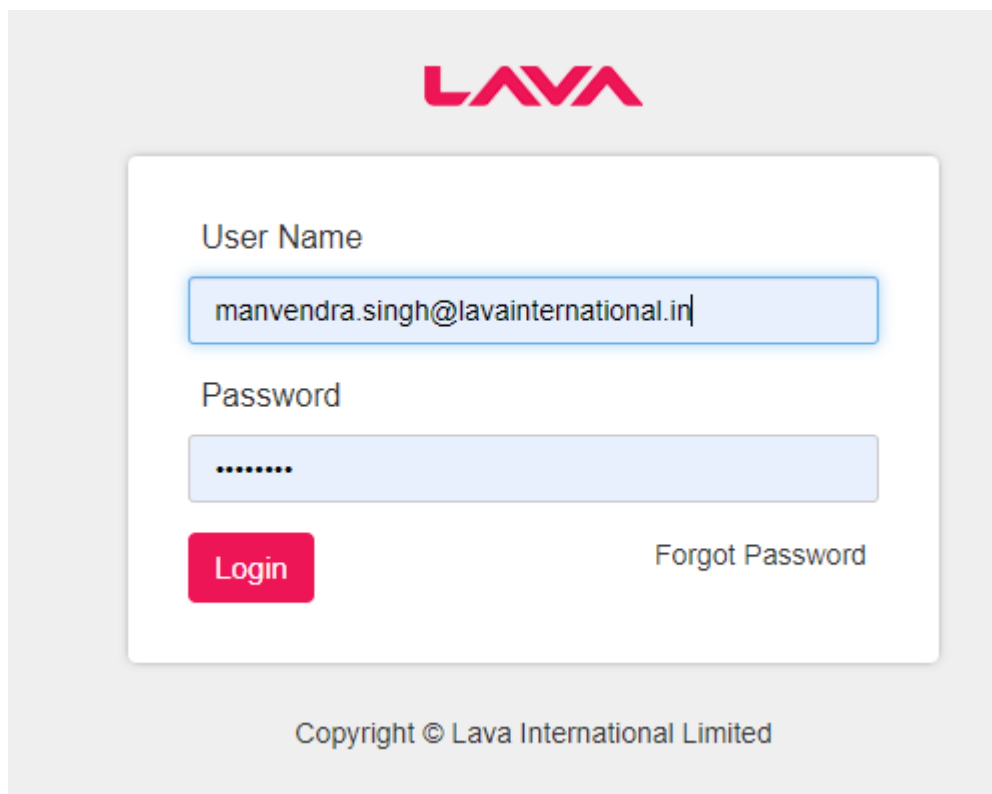 LAVA
User Name
manvendra.singh@lavainternational.in
Password
••••••••
Login
Forgot Password
Copyright © Lava International Limited